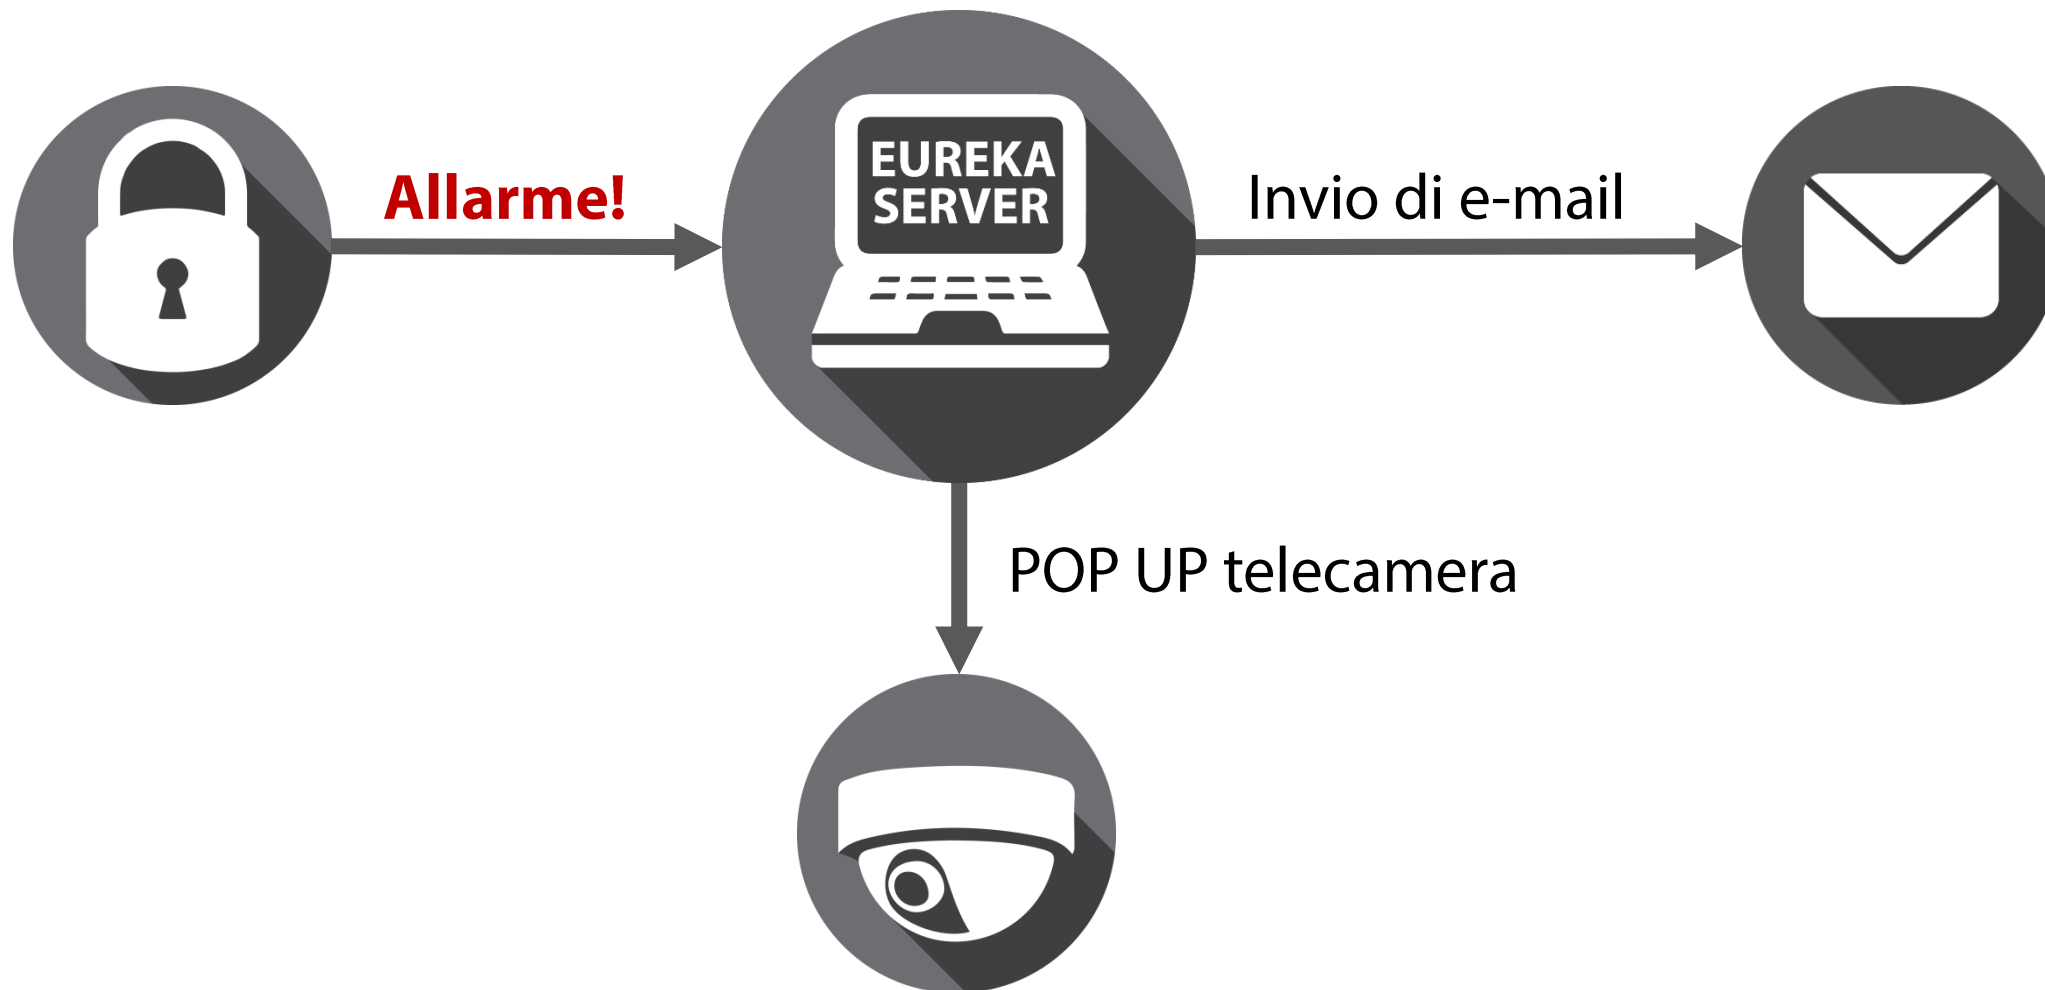 Allarme!
EUREKA
SERVER
Invio di e-mail
POP UP telecamera